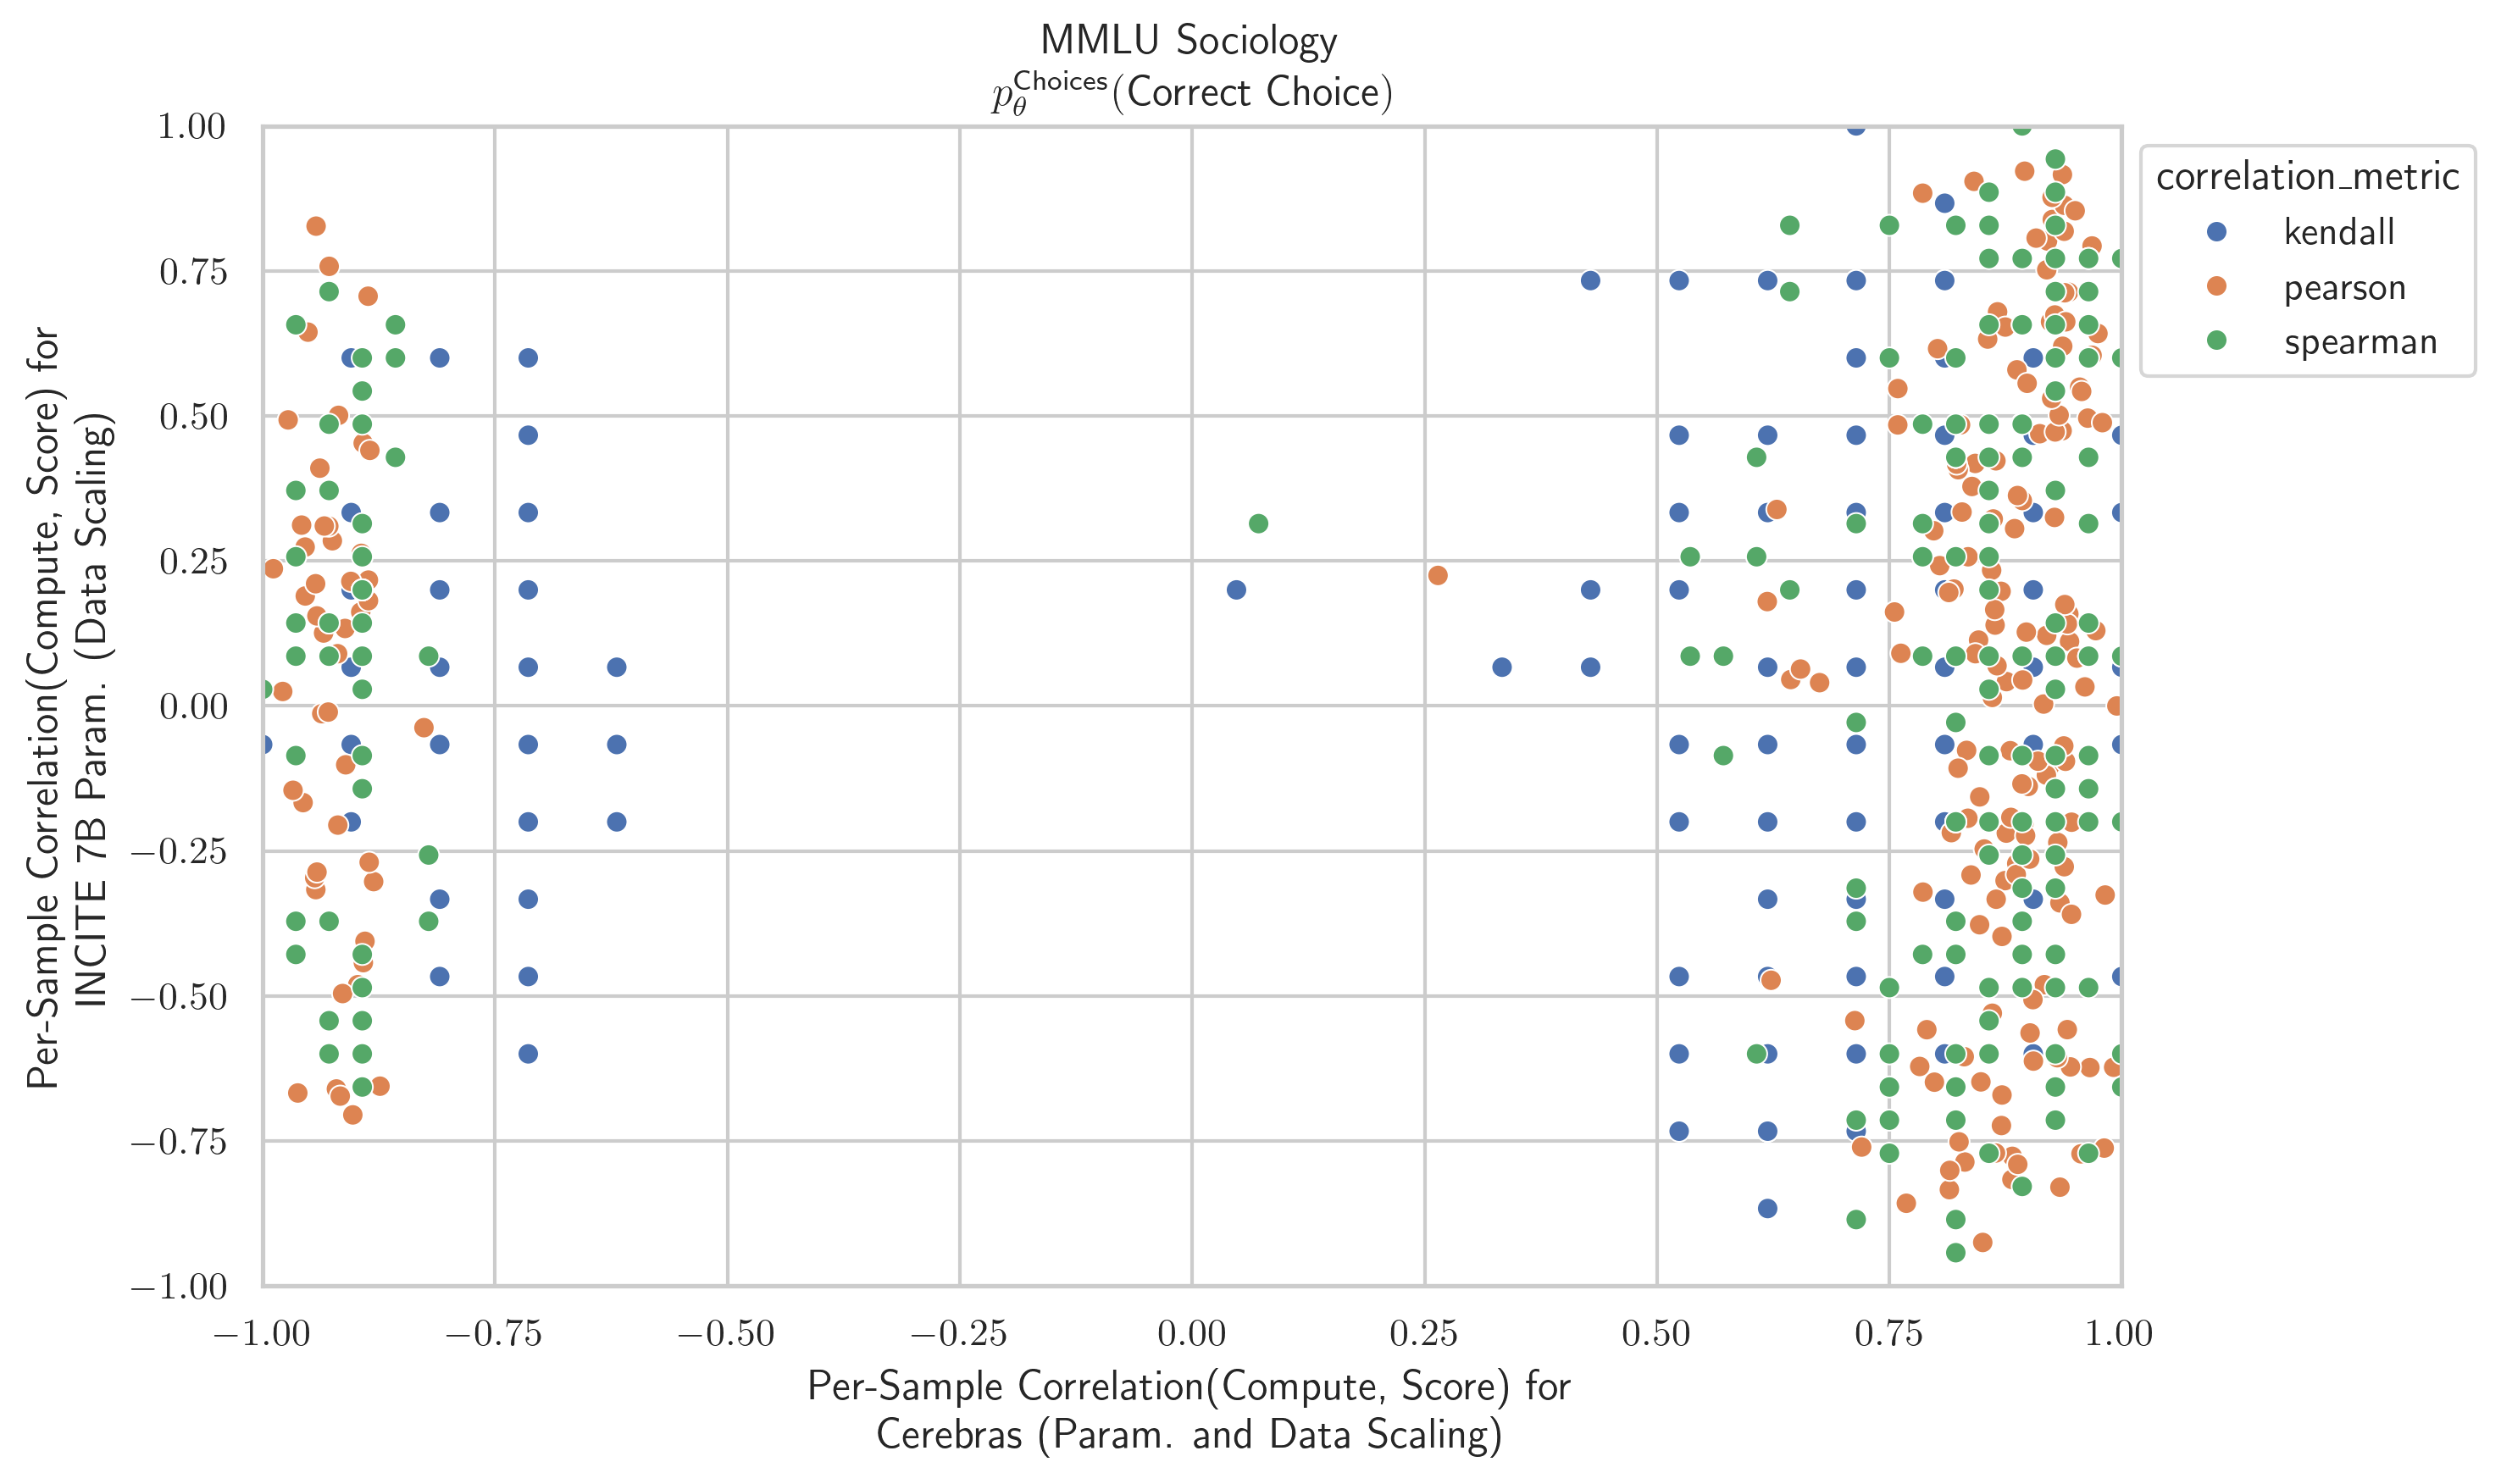 MMLU Sociology
p_θ^Choices(Correct Choice)
1.00
0.75
0.50
0.25
0.00
−0.25
−0.50
−0.75
−1.00
Per-Sample Correlation(Compute, Score) for
INCITE 7B Param. (Data Scaling)
correlation_metric
kendall
pearson
spearman
−1.00
−0.75
−0.50
−0.25
0.00
0.25
0.50
0.75
1.00
Per-Sample Correlation(Compute, Score) for
Cerebras (Param. and Data Scaling)